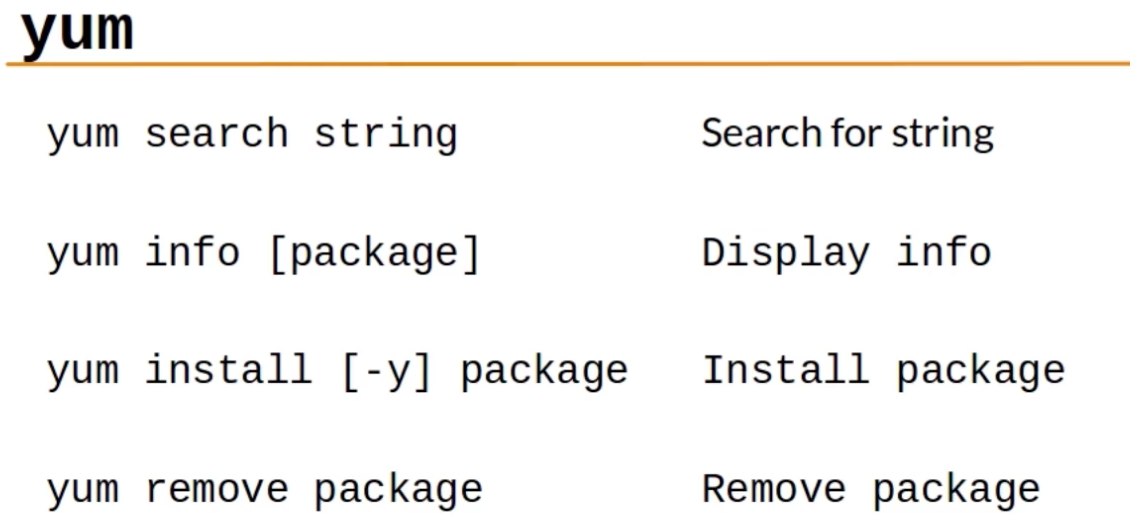 yum
yum search string Search for string
yum info [package] Display info
yum install [-y] package Install package
yum remove package Remove package